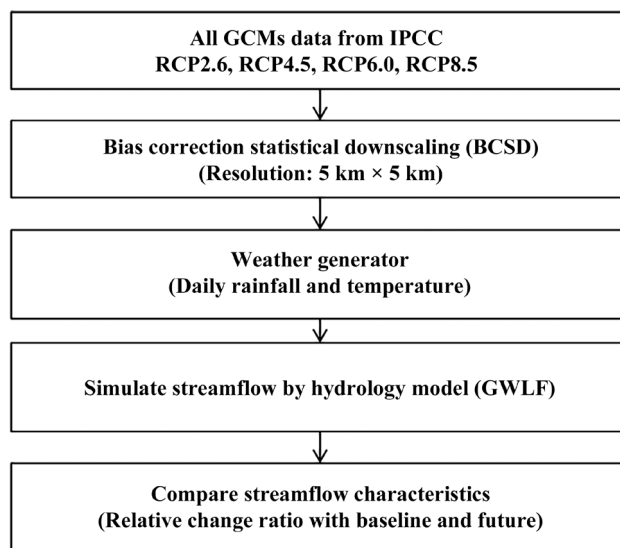 All GCMs data from IPCC
RCP2.6, RCP4.5, RCP6.0, RCP8.5
Bias correction statistical downscaling (BCSD)
(Resolution: 5 km × 5 km)
Weather generator
(Daily rainfall and temperature)
Simulate streamflow by hydrology model (GWLF)
Compare streamflow characteristics
(Relative change ratio with baseline and future)